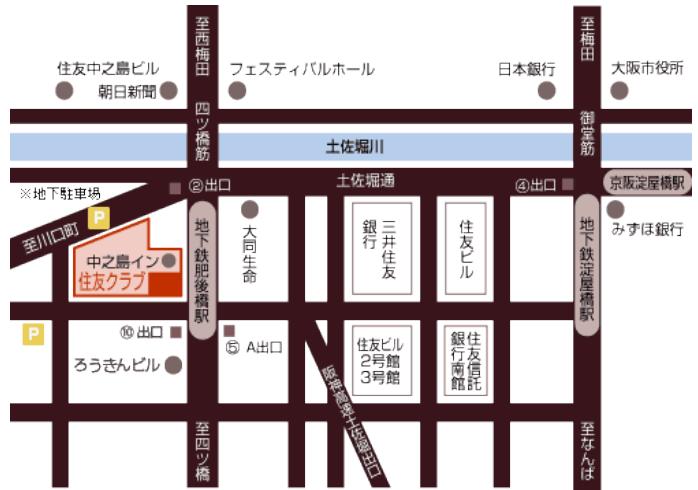 至西梅田
至梅田
住友中之島ビル
フェスティバルホール
日本銀行
大阪市役所
朝日新聞
四ツ橋筋
御堂筋
土佐堀川
②出口
土佐堀通
④出口
京阪淀屋橋駅
※地下駐車場
P
至川口町
地下鉄肥後橋駅
大同生命
三井住友
銀行
住友ビル
地下鉄淀屋橋駅
みずほ銀行
中之島イン
住友クラブ
P
⑩出口
⑤ A出口
住友ビル
2号館
3号館
住友信託
銀行南館
ろうきんビル
阪神高速土佐堀出口
至四ツ橋
至なんば